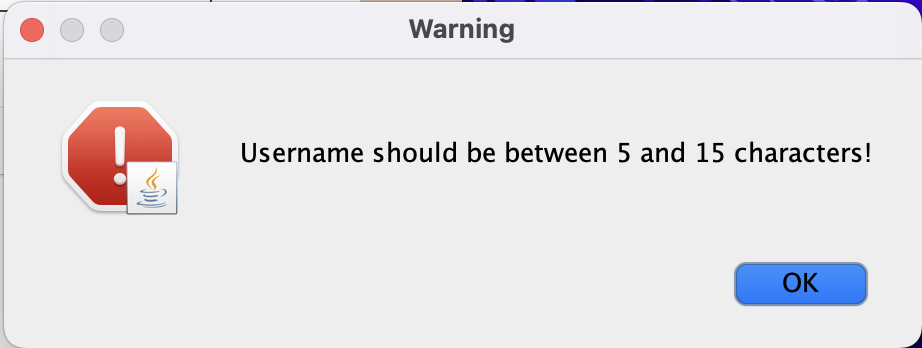 Warning
Username should be between 5 and 15 characters!
OK